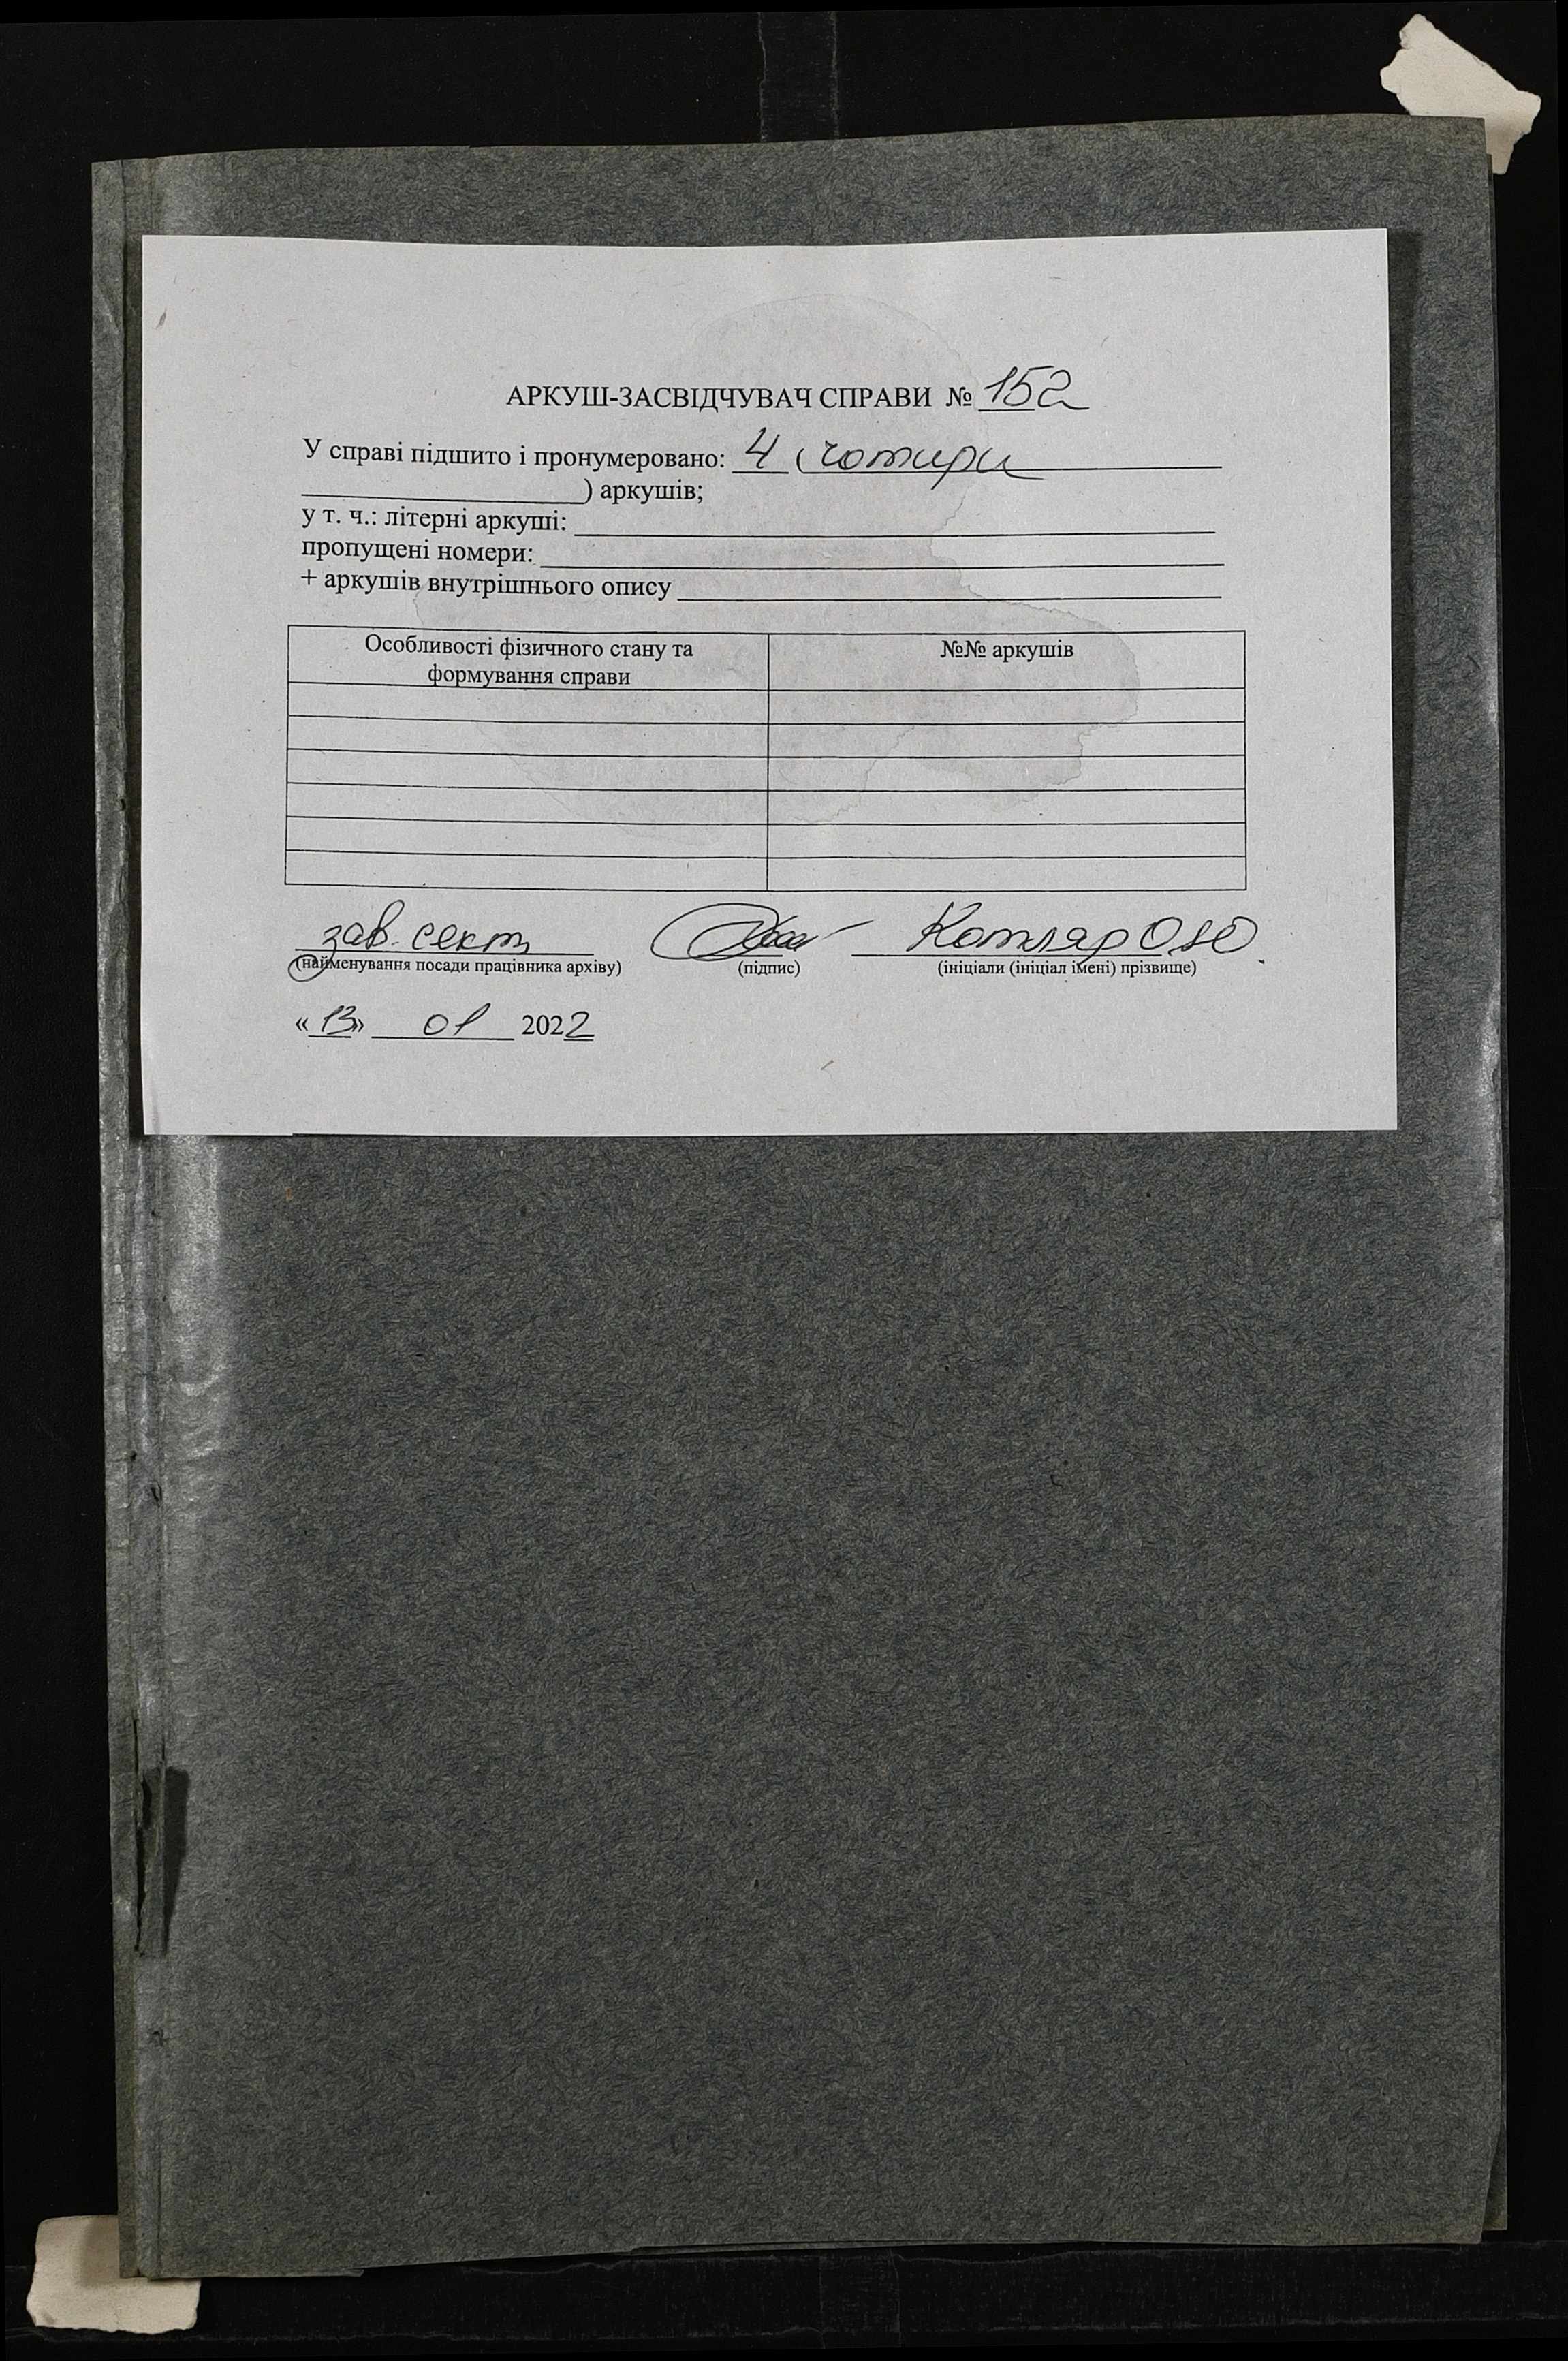 АРКУШ-ЗАСВІДЧУВАЧ СПРАВИ № 152
У справі підшито і пронумеровано: 4 ( чотири
) аркушів;
у т. ч.: літерні аркуші:
пропущені номери:
+ аркушів внутрішнього опису
Особливості фізичного стану та
формування справи
№№ аркушів
зав. сект Котляр О.Ю.
(найменування посади працівника архіву) (підпис) (ініціали (ініціал імені) прізвище)
«13» 01 2022